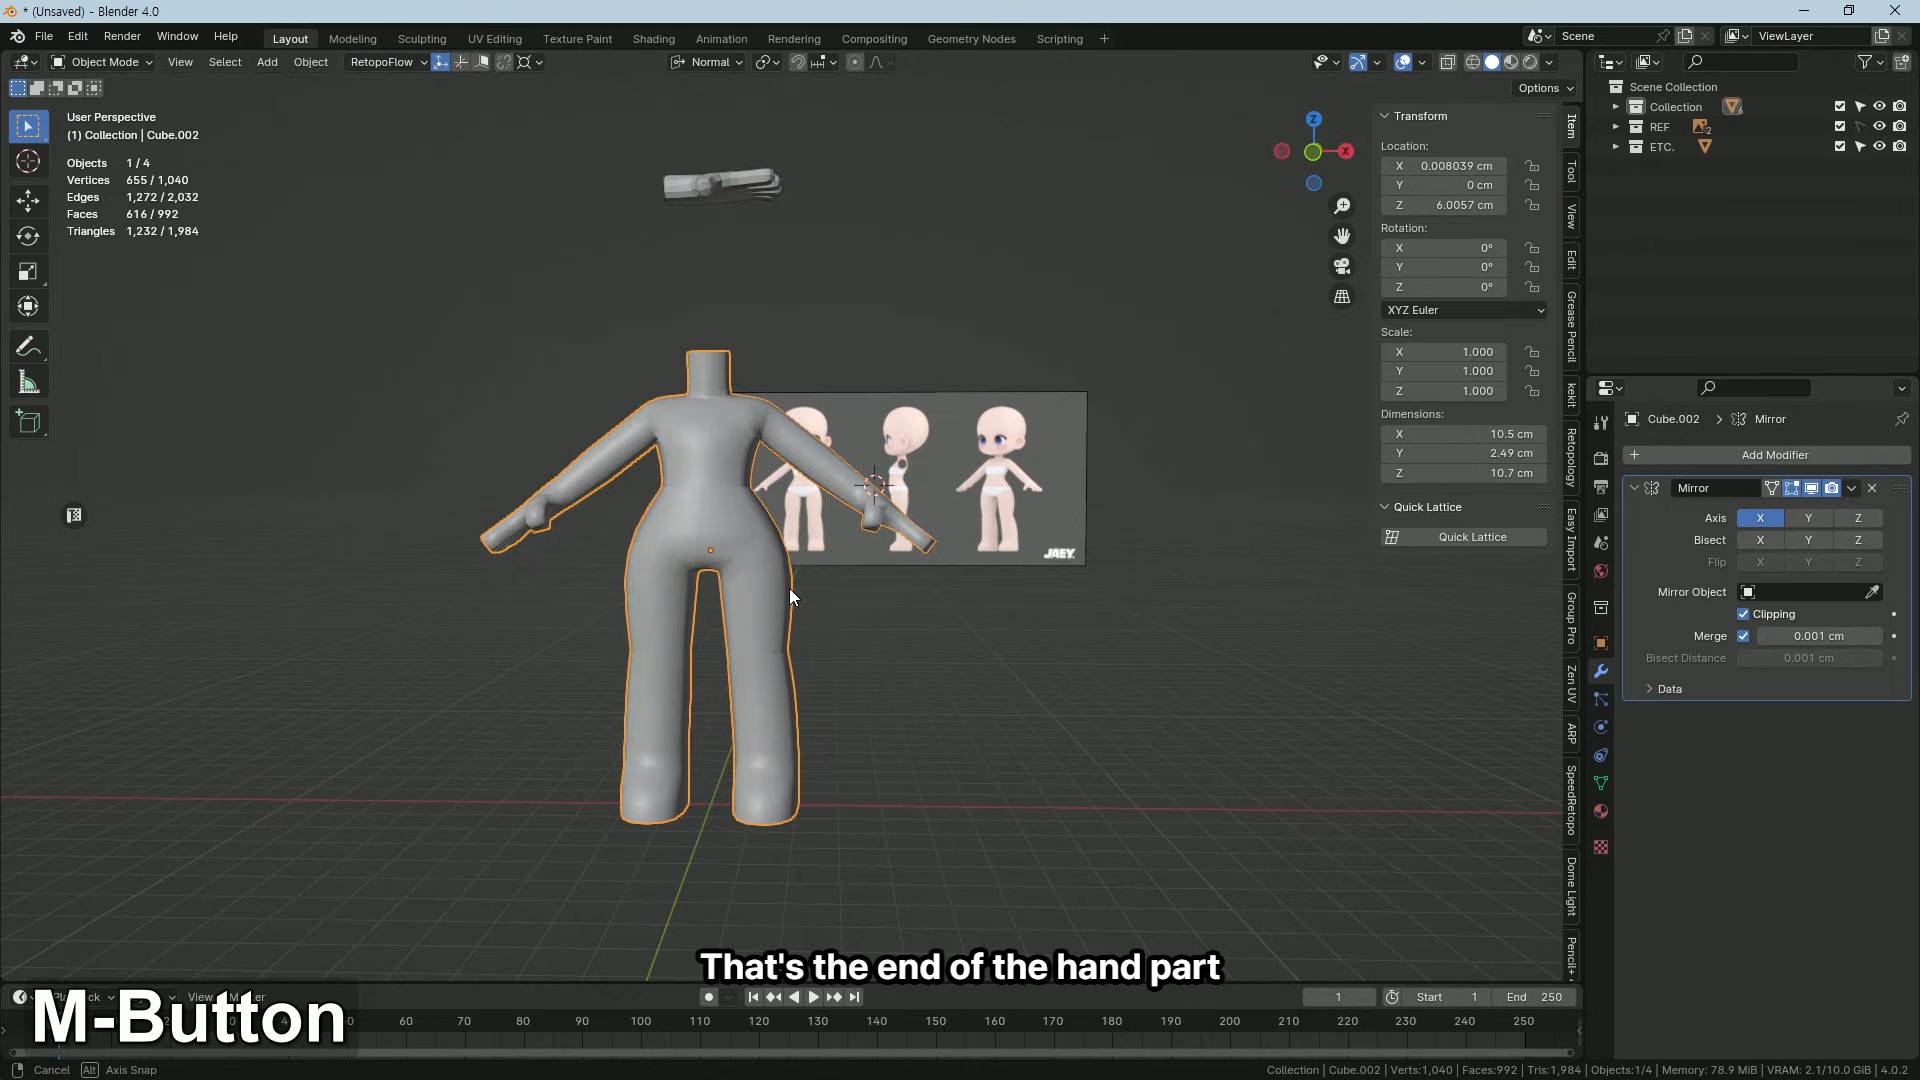 * (Unsaved) - Blender 4.0
File Edit Render Window Help
Layout Modeling Sculpting UV Editing Texture Paint Shading Animation Rendering Compositing Geometry Nodes Scripting +
Scene
ViewLayer
Object Mode View Select Add Object RetopoFlow
Normal
Options
User Perspective
(1) Collection | Cube.002
Objects 1 / 4
Vertices 655 / 1,040
Edges 1,272 / 2,032
Faces 616 / 992
Triangles 1,232 / 1,984
Z
X
Transform
Location:
X 0.008039 cm
Y 0 cm
Z 6.0057 cm
Rotation:
X 0°
Y 0°
Z 0°
XYZ Euler
Scale:
X 1.000
Y 1.000
Z 1.000
Dimensions:
X 10.5 cm
Y 2.49 cm
Z 10.7 cm
Quick Lattice
Quick Lattice
Item
Tool
View
Edit
Grease Pencil
kekit
Retopology
Easy Import
Group Pro
Zen UV
ARP
SpeedRetopo
Dome Light
Pencil+
Scene Collection
Collection 6
REF 2
ETC.
Cube.002 > Mirror
+ Add Modifier
Mirror
Axis X Y Z
Bisect X Y Z
Flip X Y Z
Mirror Object
Clipping
Merge 0.001 cm
Bisect Distance 0.001 cm
Data
JAEY.
That's the end of the hand part
M-Button
View
1 Start 1 End 250
60 70 80 90 100 110 120 130 140 150 160 170 180 190 200 210 220 230 240 250
Cancel Alt Axis Snap
Collection | Cube.002 | Verts:1,040 | Faces:992 | Tris:1,984 | Objects:1/4 | Memory: 78.9 MiB | VRAM: 2.1/10.0 GiB | 4.0.2